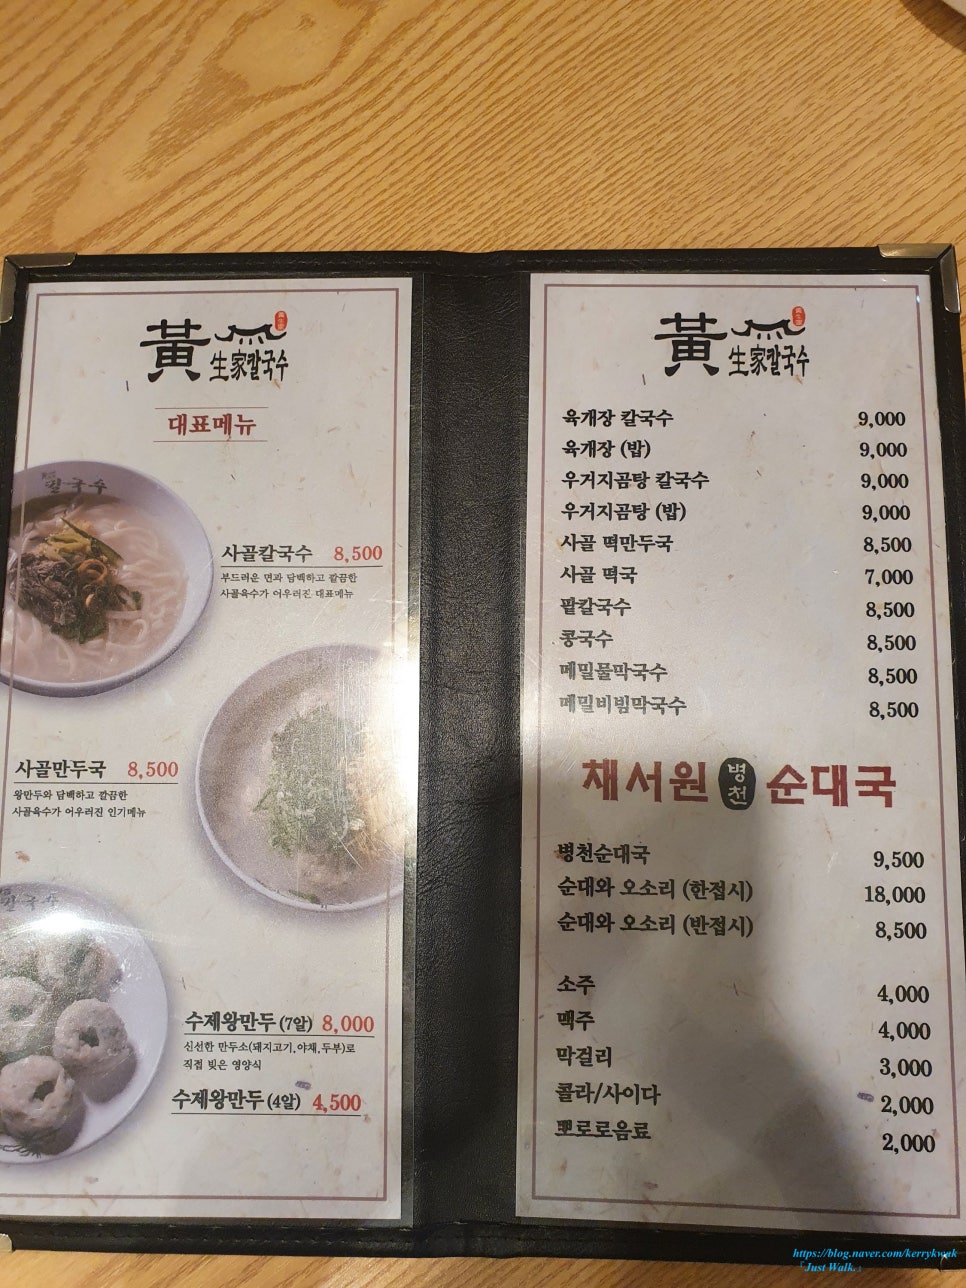 黃
生家칼국수
대표메뉴
칼국수
사골칼국수 8,500
부드러운 면과 담백하고 깔끔한
사골육수가 어우러진 대표메뉴
사골만두국 8,500
왕만두와 담백하고 깔끔한
사골육수가 어우러진 인기메뉴
수제왕만두(7알) 8,000
신선한 만두소(돼지고기,야채,두부)로
직접 빚은 영양식
수제왕만두(4알) 4,500
黃
生家칼국수
육개장 칼국수 9,000
육개장 (밥) 9,000
우거지곰탕 칼국수 9,000
우거지곰탕 (밥) 9,000
사골 떡만두국 8,500
사골 떡국 7,000
팥칼국수 8,500
콩국수 8,500
메밀물막국수 8,500
메밀비빔막국수 8,500
채서원 병천 순대국
병천순대국 9,500
순대와 오소리 (한접시) 18,000
순대와 오소리 (반접시) 8,500
소주 4,000
맥주 4,000
막걸리 3,000
콜라/사이다 2,000
뽀로로음료 2,000
https://blog.naver.com/kerrykwak
「Just Walk.」